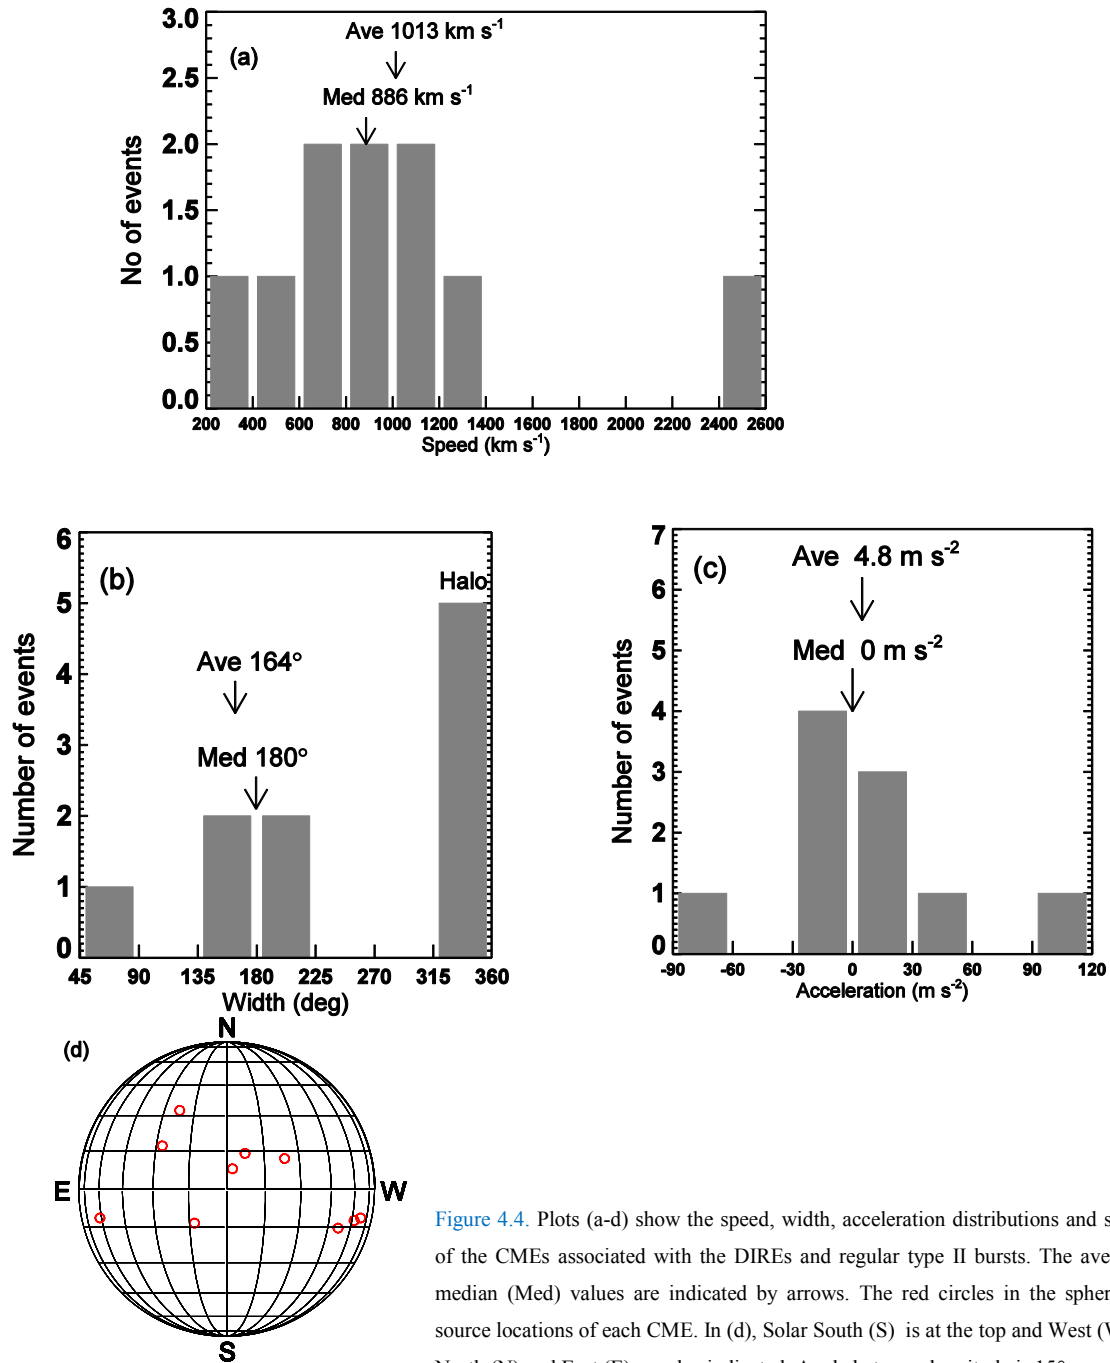 (a)
Ave 1013 km s-1
Med 886 km s-1
No of events
3.0
2.5
2.0
1.5
1.0
0.5
0.0
200 400 600 800 1000 1200 1400 1600 1800 2000 2200 2400 2600
Speed (km s-1)
(b)
Halo
Ave 164°
Med 180°
Number of events
6
5
4
3
2
1
0
45 90 135 180 225 270 315 360
Width (deg)
(c)
Ave 4.8 m s-2
Med 0 m s-2
Number of events
7
6
5
4
3
2
1
0
-90 -60 -30 0 30 60 90 120
Acceleration (m s-2)
(d)
N
E
W
S
Figure 4.4. Plots (a-d) show the speed, width, acceleration distributions and
of the CMEs associated with the DIREs and regular type II bursts. The
median (Med) values are indicated by arrows. The red circles in the
source locations of each CME. In (d), Solar South (S) is at the top and West